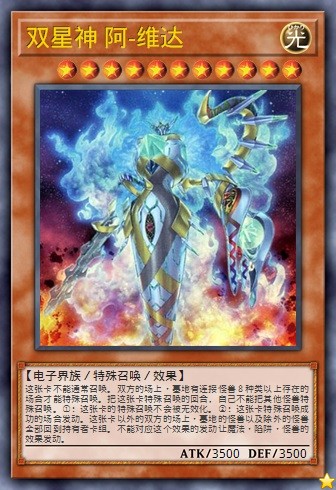 双星神 阿-维达
光
【电子界族／特殊召唤／效果】
这张卡不能通常召唤。双方的场上·墓地有连接怪兽8种类以上存在的
场合才能特殊召唤。把这张卡特殊召唤的回合，自己不能把其他怪兽特
殊召唤。①：这张卡的特殊召唤不会被无效化。②：这张卡特殊召唤成
功的场合发动。这张卡以外的双方的场上·墓地的怪兽以及除外的怪兽
全部回到持有者卡组。不能对应这个效果的发动让魔法·陷阱·怪兽的
效果发动。
ATK/3500 DEF/3500